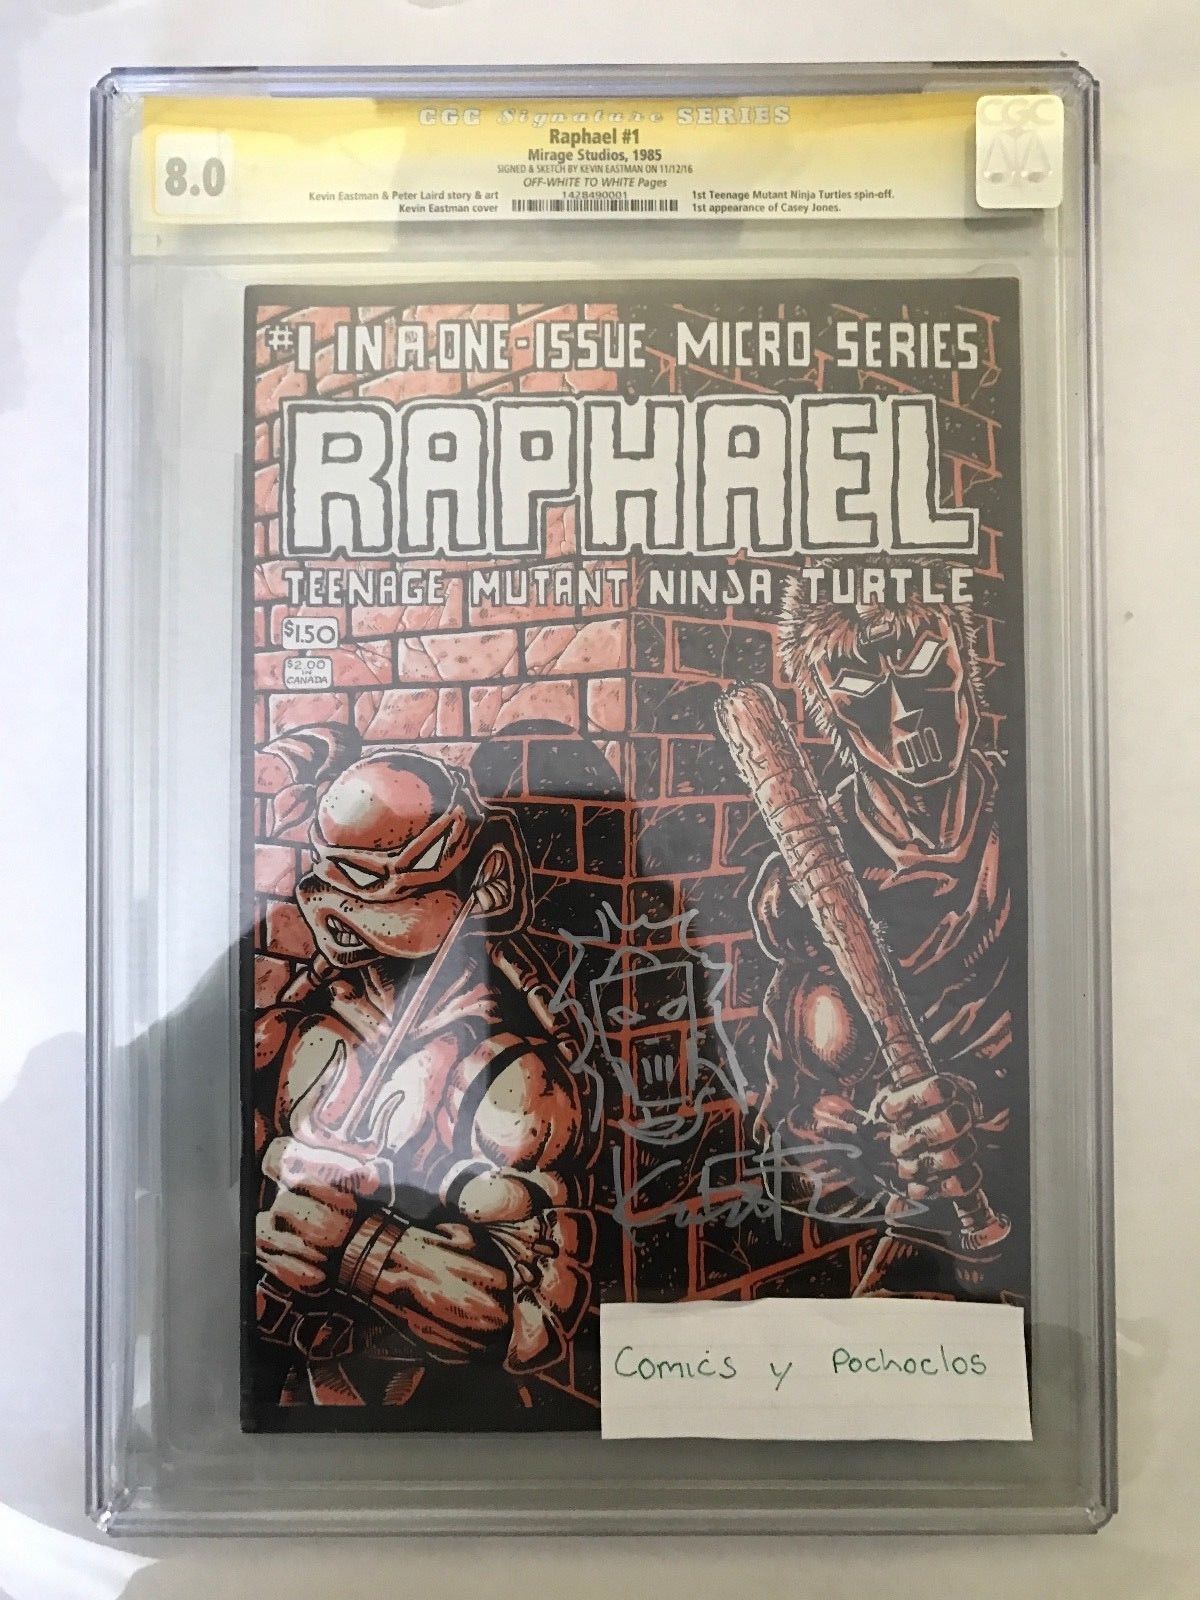 CGC Signature SERIES
Raphael #1
Mirage Studios, 1985
SIGNED & SKETCH BY KEVIN EASTMAN ON 11/12/16
OFF-WHITE TO WHITE Pages
8.0
Kevin Eastman & Peter Laird story & art
Kevin Eastman cover
1428490001
1st Teenage Mutant Ninja Turtles spin-off.
1st appearance of Casey Jones.
CGC
#1 IN A ONE-ISSUE MICRO SERIES
RAPHAEL
TEENAGE MUTANT NINJA TURTLE
$1.50
$2.00
IN
CANADA
Comics y Pochoclos